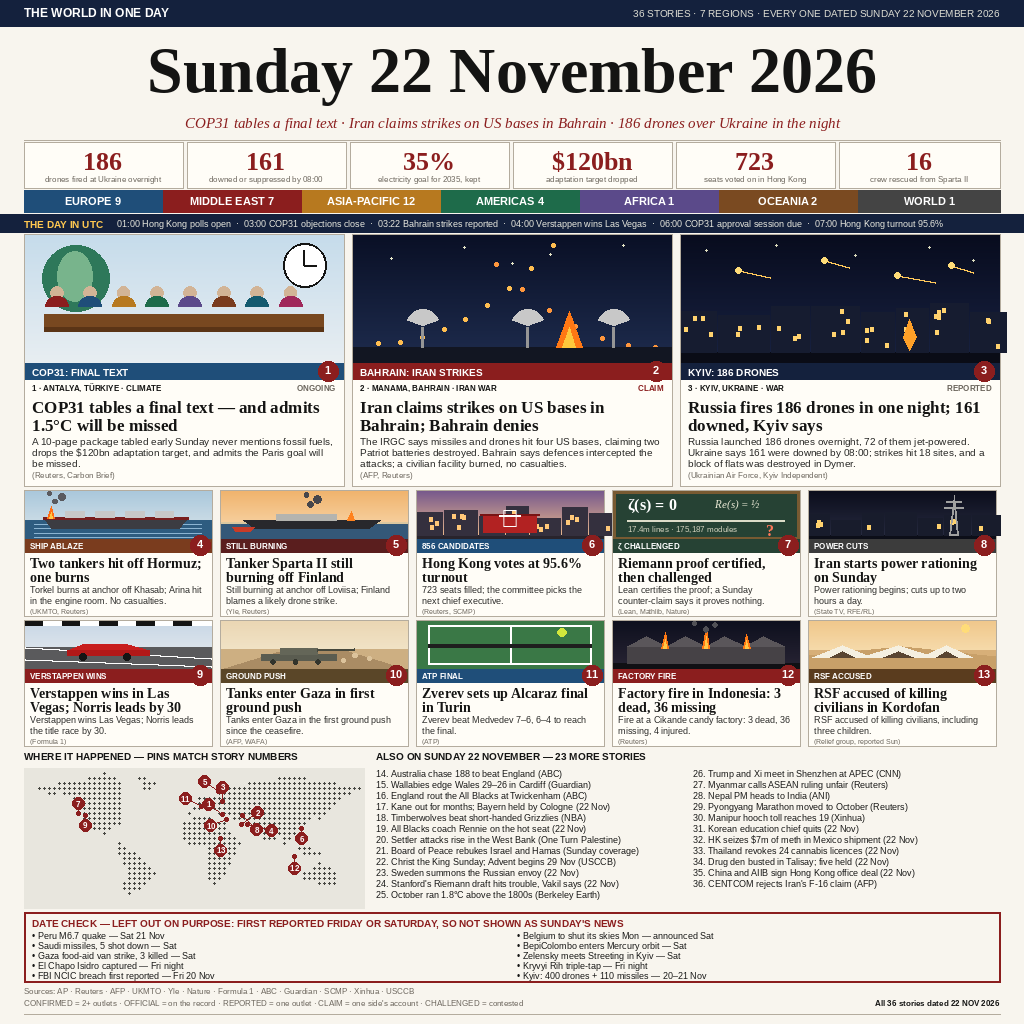 THE WORLD IN ONE DAY
36 STORIES · 7 REGIONS · EVERY ONE DATED SUNDAY 22 NOVEMBER 2026
Sunday 22 November 2026
COP31 tables a final text · Iran claims strikes on US bases in Bahrain · 186 drones over Ukraine in the night
186
drones fired at Ukraine overnight
161
downed or suppressed by 08:00
35%
electricity goal for 2035, kept
$120bn
adaptation target dropped
723
seats voted on in Hong Kong
16
crew rescued from Sparta II
EUROPE 9
MIDDLE EAST 7
ASIA-PACIFIC 12
AMERICAS 4
AFRICA 1
OCEANIA 2
WORLD 1
THE DAY IN UTC
01:00 Hong Kong polls open · 03:00 COP31 objections close · 03:22 Bahrain strikes reported · 04:00 Verstappen wins Las Vegas · 06:00 COP31 approval session due · 07:00 Hong Kong turnout 95.6%
COP31: FINAL TEXT
1
1 · ANTALYA, TÜRKIYE · CLIMATE
ONGOING
COP31 tables a final text — and admits
1.5°C will be missed
A 10-page package tabled early Sunday never mentions fossil fuels,
drops the $120bn adaptation target, and admits the Paris goal will
be missed.
(Reuters, Carbon Brief)
BAHRAIN: IRAN STRIKES
2
2 · MANAMA, BAHRAIN · IRAN WAR
CLAIM
Iran claims strikes on US bases in
Bahrain; Bahrain denies
The IRGC says missiles and drones hit four US bases, claiming two
Patriot batteries destroyed. Bahrain says defences intercepted the
attacks; a civilian facility burned, no casualties.
(AFP, Reuters)
KYIV: 186 DRONES
3
3 · KYIV, UKRAINE · WAR
REPORTED
Russia fires 186 drones in one night; 161
downed, Kyiv says
Russia launched 186 drones overnight, 72 of them jet-powered.
Ukraine says 161 were downed by 08:00; strikes hit 18 sites, and a
block of flats was destroyed in Dymer.
(Ukrainian Air Force, Kyiv Independent)
SHIP ABLAZE
4
Two tankers hit off Hormuz;
one burns
Torkel burns at anchor off Khasab; Arina hit
in the engine room. No casualties.
(UKMTO, Reuters)
STILL BURNING
5
Tanker Sparta II still
burning off Finland
Still burning at anchor off Loviisa; Finland
blames a likely drone strike.
(Yle, Reuters)
856 CANDIDATES
6
Hong Kong votes at 95.6%
turnout
723 seats filled; the committee picks the
next chief executive.
(Reuters, SCMP)
ζ(s) = 0
Re(s) = ½
17.4m lines · 175,187 modules
?
ζ CHALLENGED
7
Riemann proof certified,
then challenged
Lean certifies the proof; a Sunday
counter-claim says it proves nothing.
(Lean, Mathlib, Nature)
POWER CUTS
8
Iran starts power rationing
on Sunday
Power rationing begins; cuts up to two
hours a day.
(State TV, RFE/RL)
VERSTAPPEN WINS
9
Verstappen wins in Las
Vegas; Norris leads by 30
Verstappen wins Las Vegas; Norris leads
the title race by 30.
(Formula 1)
GROUND PUSH
10
Tanks enter Gaza in first
ground push
Tanks enter Gaza in the first ground push
since the ceasefire.
(AFP, WAFA)
ATP FINAL
11
Zverev sets up Alcaraz final
in Turin
Zverev beat Medvedev 7–6, 6–4 to reach
the final.
(ATP)
FACTORY FIRE
12
Factory fire in Indonesia: 3
dead, 36 missing
Fire at a Cikande candy factory: 3 dead, 36
missing, 4 injured.
(Reuters)
RSF ACCUSED
13
RSF accused of killing
civilians in Kordofan
RSF accused of killing civilians, including
three children.
(Relief group, reported Sun)
WHERE IT HAPPENED — PINS MATCH STORY NUMBERS
5
3
11
1
7
2
9
10
8
4
6
13
12
ALSO ON SUNDAY 22 NOVEMBER — 23 MORE STORIES
14. Australia chase 188 to beat England (ABC)
15. Wallabies edge Wales 29–26 in Cardiff (Guardian)
16. England rout the All Blacks at Twickenham (ABC)
17. Kane out for months; Bayern held by Cologne (22 Nov)
18. Timberwolves beat short-handed Grizzlies (NBA)
19. All Blacks coach Rennie on the hot seat (22 Nov)
20. Settler attacks rise in the West Bank (One Turn Palestine)
21. Board of Peace rebukes Israel and Hamas (Sunday coverage)
22. Christ the King Sunday; Advent begins 29 Nov (USCCB)
23. Sweden summons the Russian envoy (22 Nov)
24. Stanford's Riemann draft hits trouble, Vakil says (22 Nov)
25. October ran 1.8°C above the 1800s (Berkeley Earth)
26. Trump and Xi meet in Shenzhen at APEC (CNN)
27. Myanmar calls ASEAN ruling unfair (Reuters)
28. Nepal PM heads to India (ANI)
29. Pyongyang Marathon moved to October (Reuters)
30. Manipur hooch toll reaches 19 (Xinhua)
31. Korean education chief quits (22 Nov)
32. HK seizes $7m of meth in Mexico shipment (22 Nov)
33. Thailand revokes 24 cannabis licences (22 Nov)
34. Drug den busted in Talisay; five held (22 Nov)
35. China and AIIB sign Hong Kong office deal (22 Nov)
36. CENTCOM rejects Iran's F-16 claim (AFP)
DATE CHECK — LEFT OUT ON PURPOSE: FIRST REPORTED FRIDAY OR SATURDAY, SO NOT SHOWN AS SUNDAY'S NEWS
• Peru M6.7 quake — Sat 21 Nov
• Saudi missiles, 5 shot down — Sat
• Gaza food-aid van strike, 3 killed — Sat
• El Chapo Isidro captured — Fri night
• FBI NCIC breach first reported — Fri 20 Nov
• Belgium to shut its skies Mon — announced Sat
• BepiColombo enters Mercury orbit — Sat
• Zelensky meets Streeting in Kyiv — Sat
• Kryvyi Rih triple-tap — Fri night
• Kyiv: 400 drones + 110 missiles — 20–21 Nov
Sources: AP · Reuters · AFP · UKMTO · Yle · Nature · Formula 1 · ABC · Guardian · SCMP · Xinhua · USCCB
CONFIRMED = 2+ outlets · OFFICIAL = on the record · REPORTED = one outlet · CLAIM = one side's account · CHALLENGED = contested
All 36 stories dated 22 NOV 2026